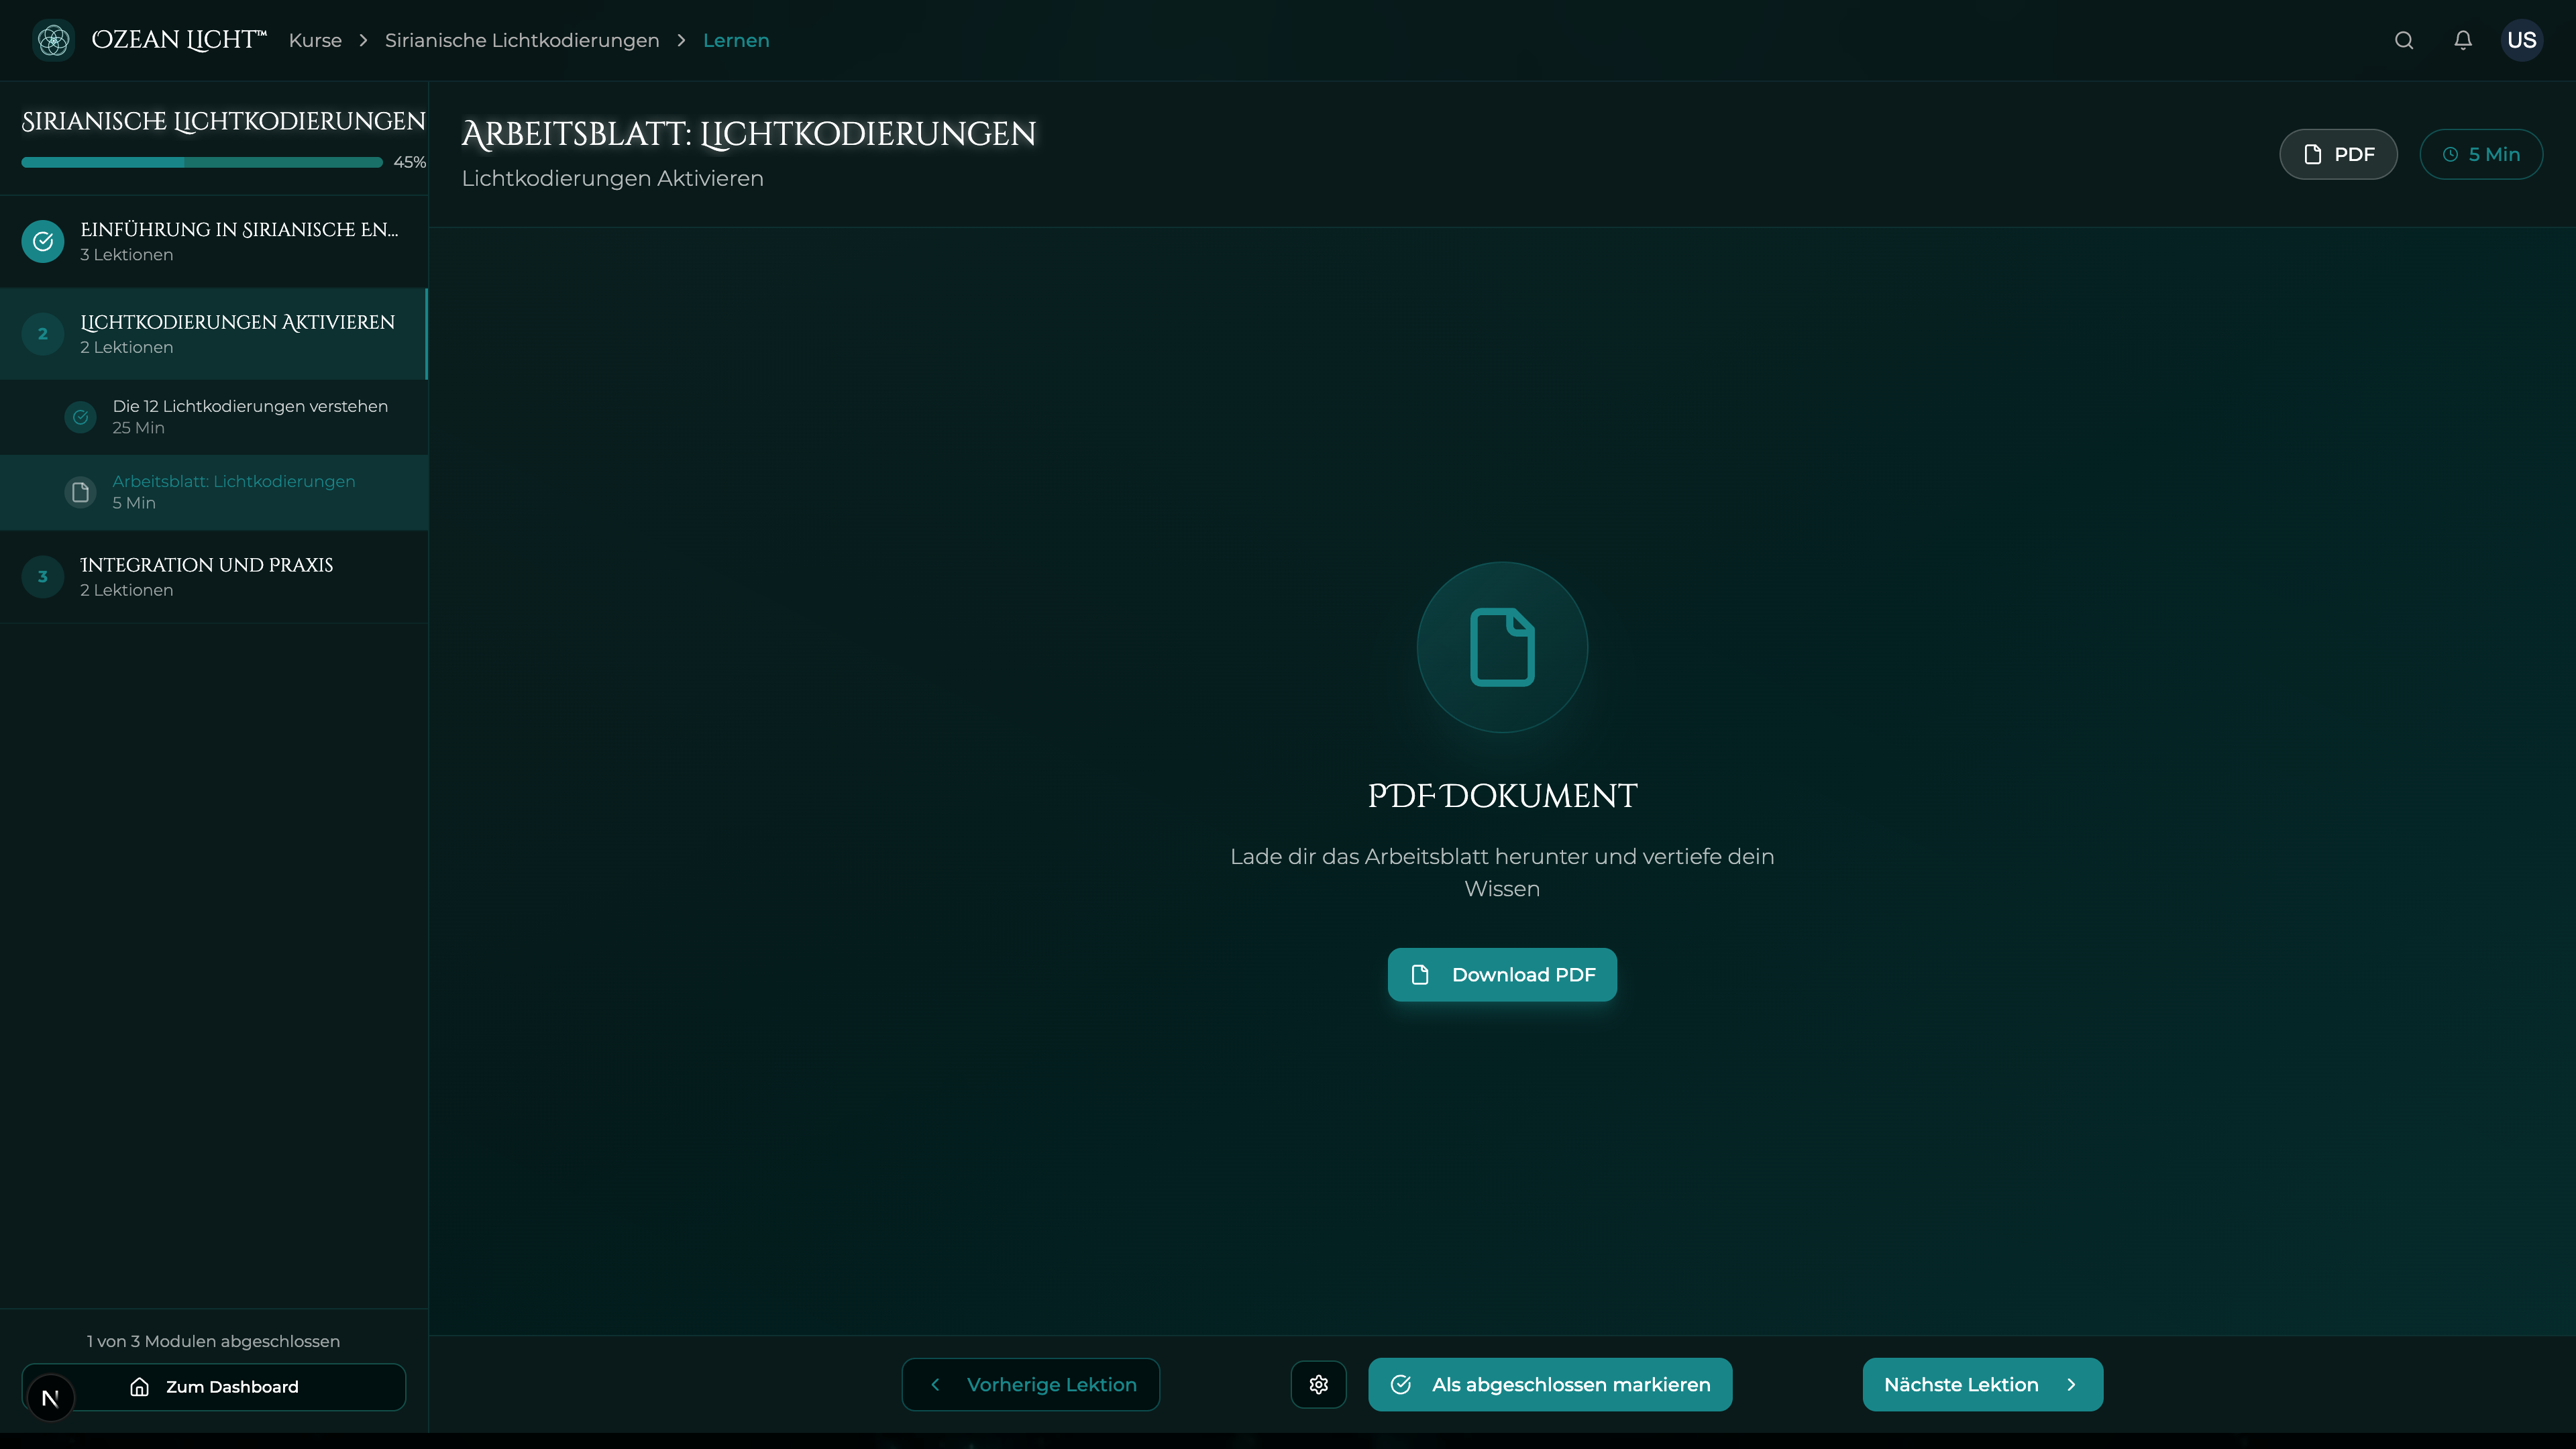 OZEAN LICHT™
Kurse > Sirianische Lichtkodierungen > Lernen
US
SIRIANISCHE LICHTKODIERUNGEN
45%
EINFÜHRUNG IN SIRIANISCHE EN...
3 Lektionen
2
LICHTKODIERUNGEN AKTIVIEREN
2 Lektionen
Die 12 Lichtkodierungen verstehen
25 Min
Arbeitsblatt: Lichtkodierungen
5 Min
3
INTEGRATION UND PRAXIS
2 Lektionen
1 von 3 Modulen abgeschlossen
N
Zum Dashboard
ARBEITSBLATT: LICHTKODIERUNGEN
Lichtkodierungen Aktivieren
PDF
5 Min
PDF DOKUMENT
Lade dir das Arbeitsblatt herunter und vertiefe dein
Wissen
Download PDF
Vorherige Lektion
Als abgeschlossen markieren
Nächste Lektion